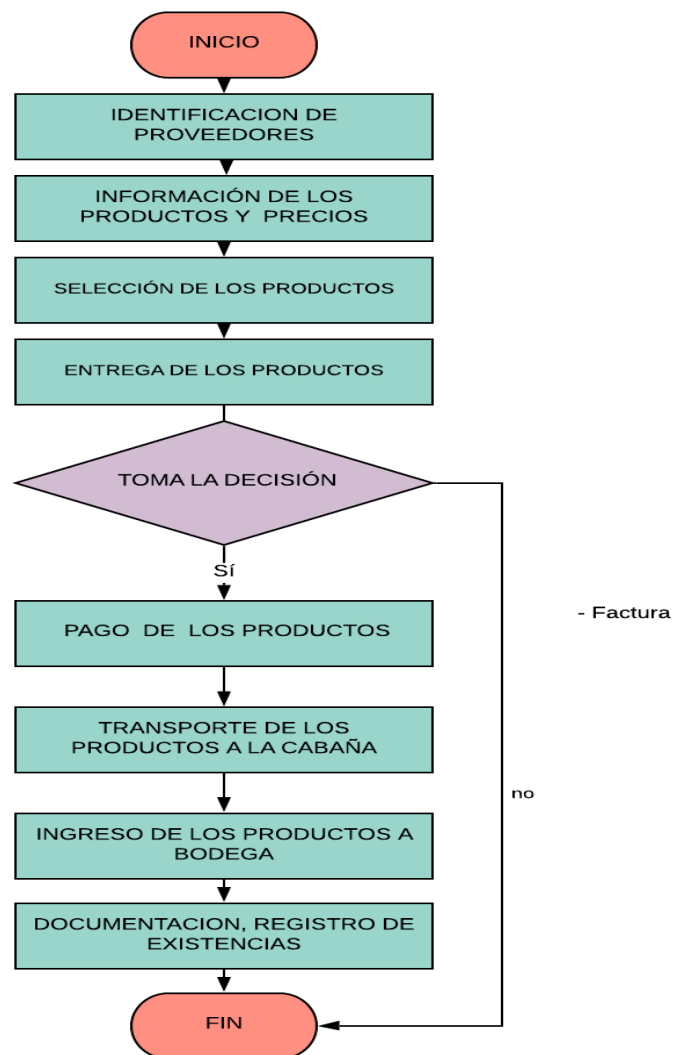 INICIO
IDENTIFICACION DE
PROVEEDORES
INFORMACIÓN DE LOS
PRODUCTOS Y PRECIOS
SELECCIÓN DE LOS PRODUCTOS
ENTREGA DE LOS PRODUCTOS
TOMA LA DECISIÓN
Sí
- Factura
PAGO DE LOS PRODUCTOS
TRANSPORTE DE LOS
PRODUCTOS A LA CABAÑA
no
INGRESO DE LOS PRODUCTOS A
BODEGA
DOCUMENTACION, REGISTRO DE
EXISTENCIAS
FIN